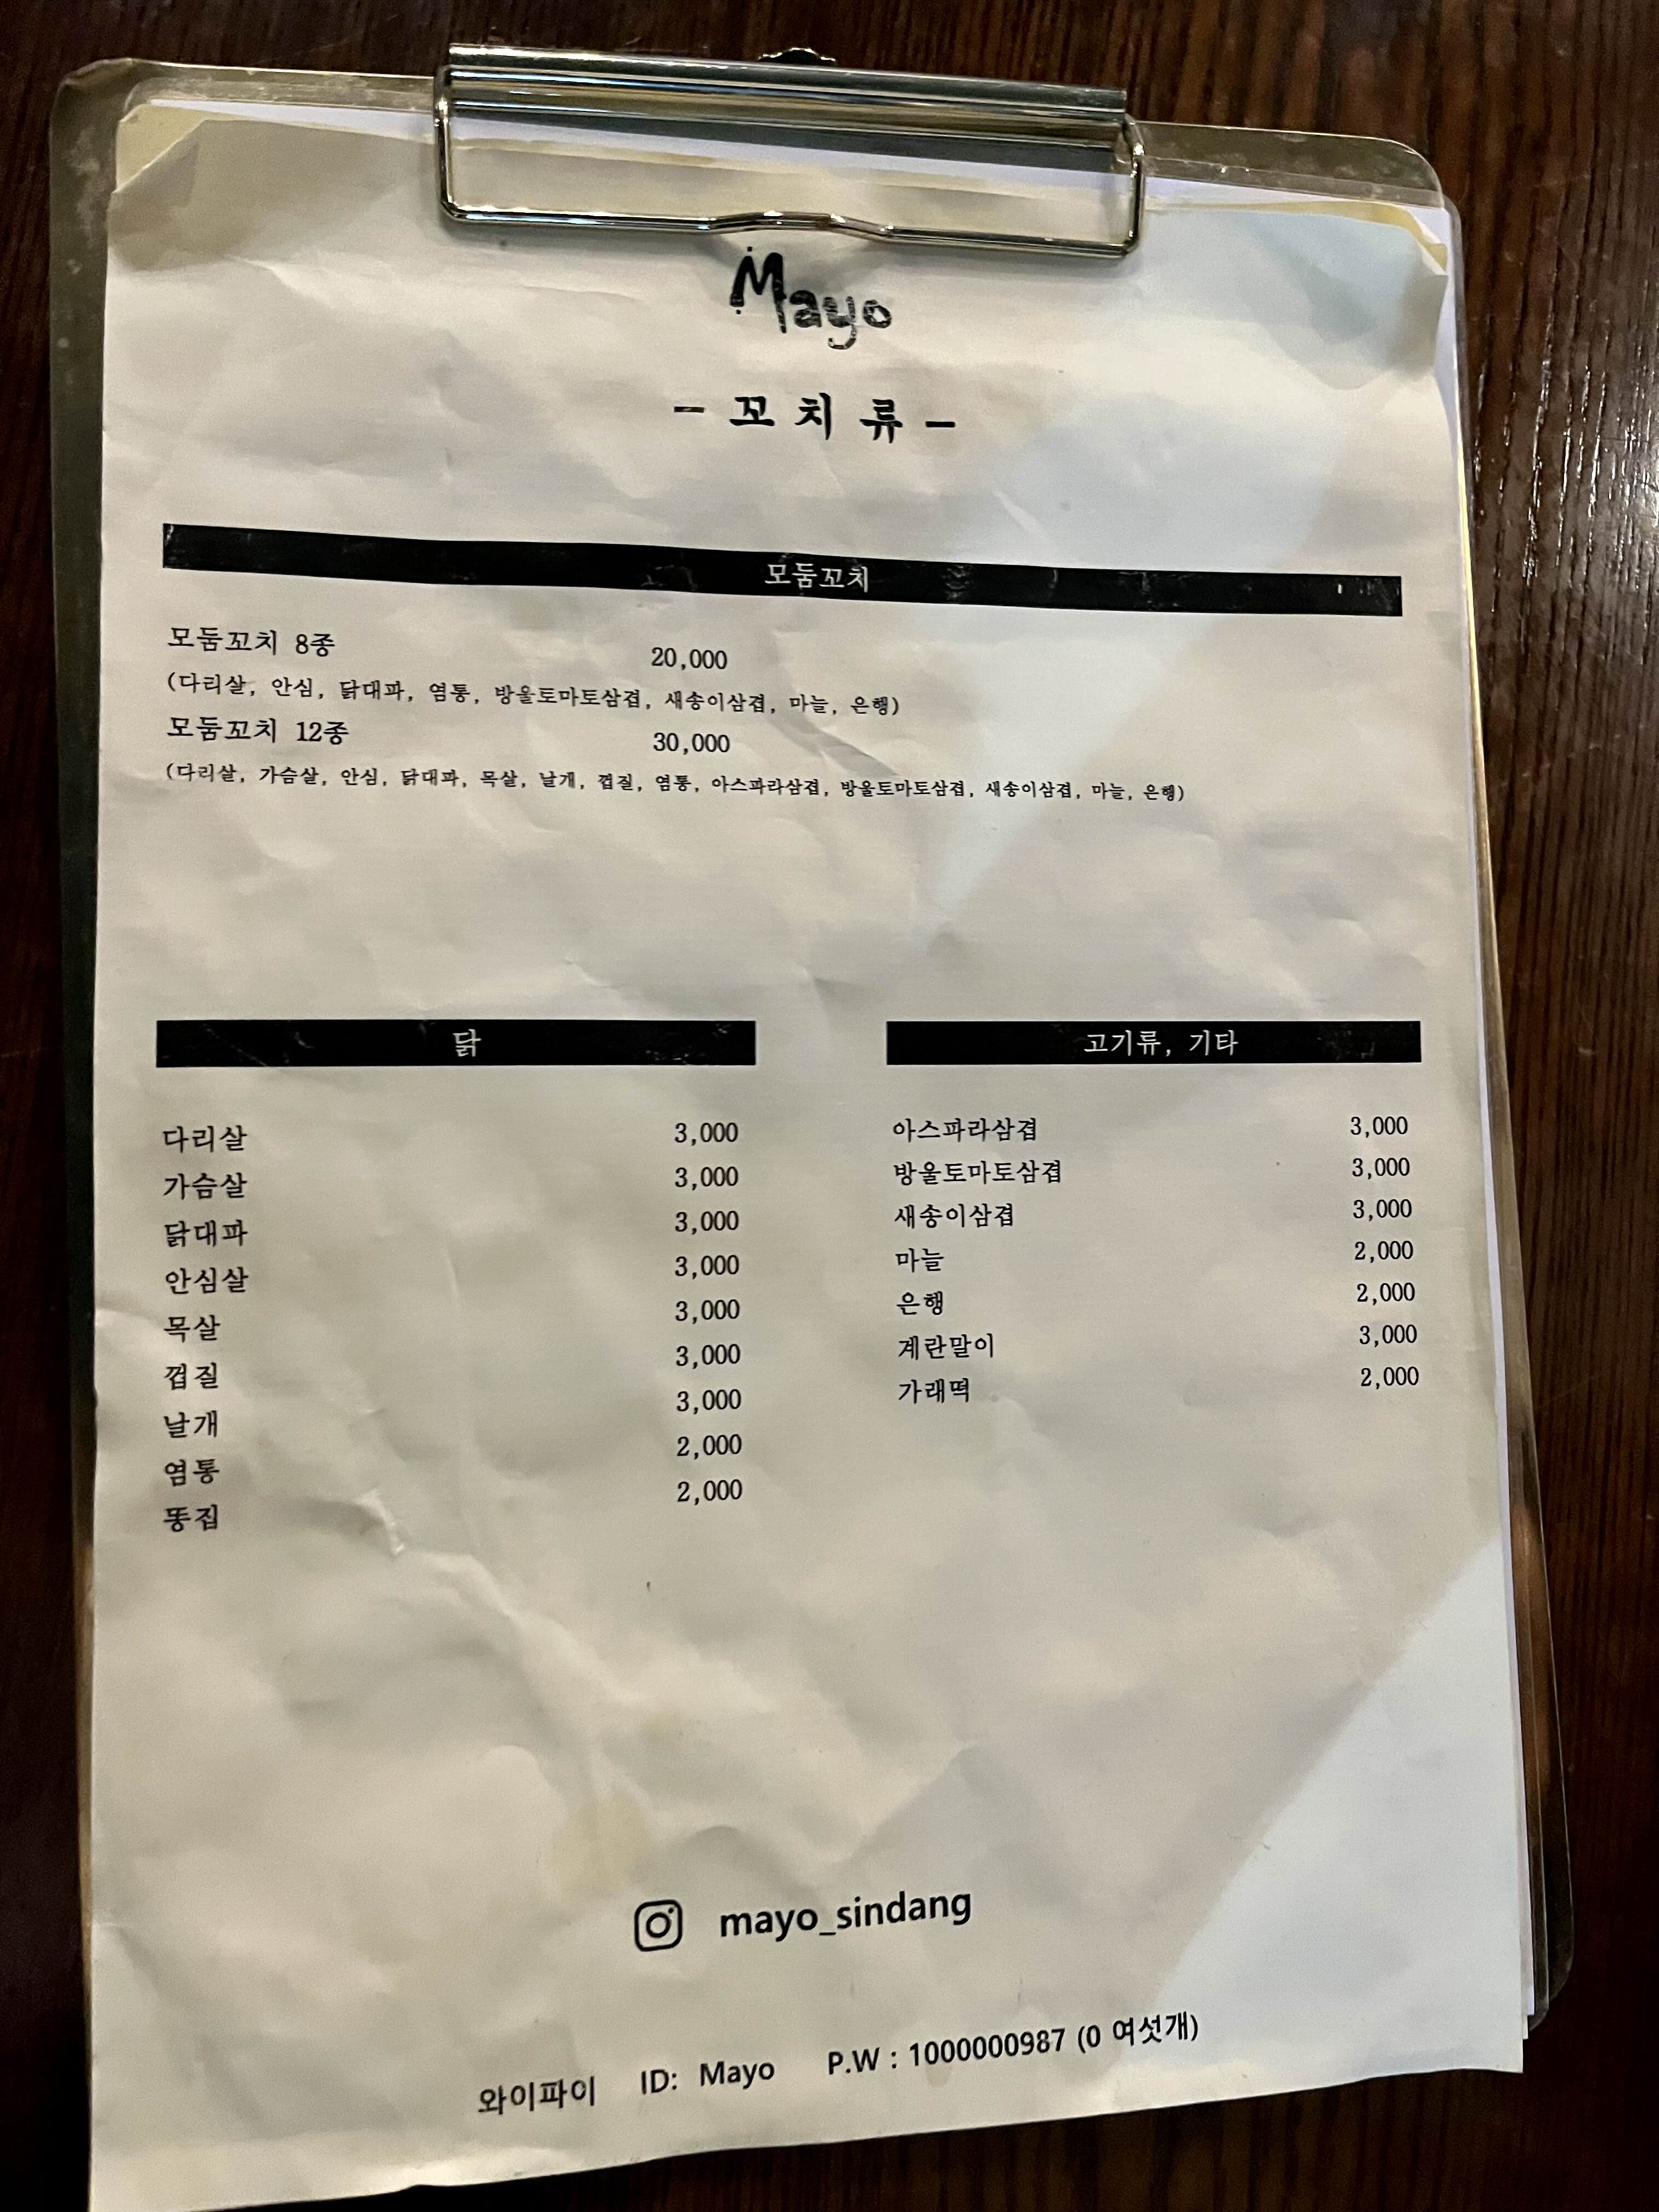 Mayo
- 꼬 치 류 -
모둠꼬치
모둠꼬치 8종 20,000
(다리살, 안심, 닭대파, 염통, 방울토마토삼겹, 새송이삼겹, 마늘, 은행)
모둠꼬치 12종 30,000
(다리살, 가슴살, 안심, 닭대파, 목살, 날개, 껍질, 염통, 아스파라삼겹, 방울토마토삼겹, 새송이삼겹, 마늘, 은행)
닭
다리살 3,000
가슴살 3,000
닭대파 3,000
안심살 3,000
목살 3,000
껍질 3,000
날개 3,000
염통 2,000
똥집 2,000
고기류, 기타
아스파라삼겹 3,000
방울토마토삼겹 3,000
새송이삼겹 3,000
마늘 2,000
은행 2,000
계란말이 3,000
가래떡 2,000
mayo_sindang
와이파이 ID: Mayo P.W : 1000000987 (0 여섯개)